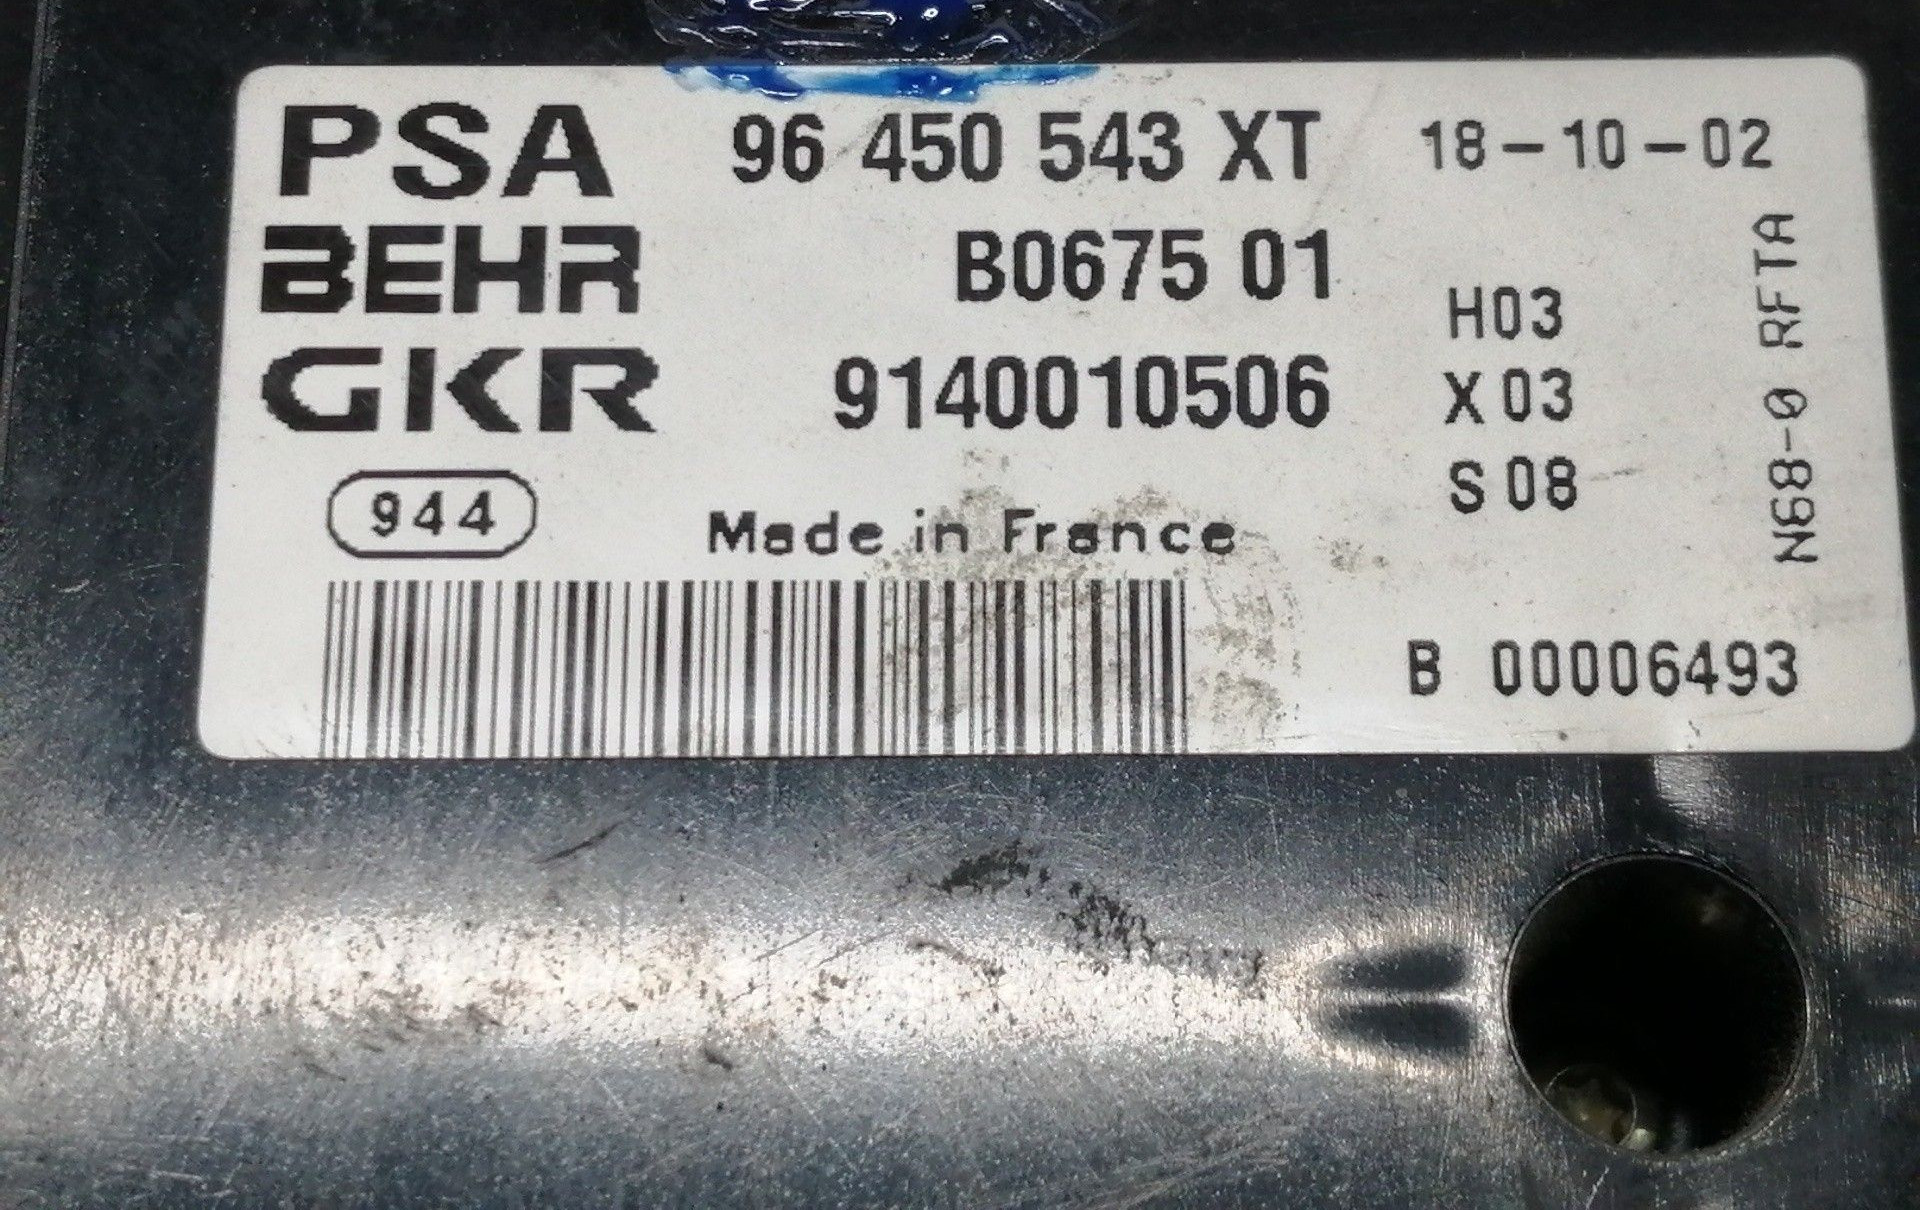 PSA 96 450 543 XT 18-10-02
BEHR B0675 01
GKR 9140010506
H03
X03
S08
N68-0 RFTA
944 Made in France
B 00006493